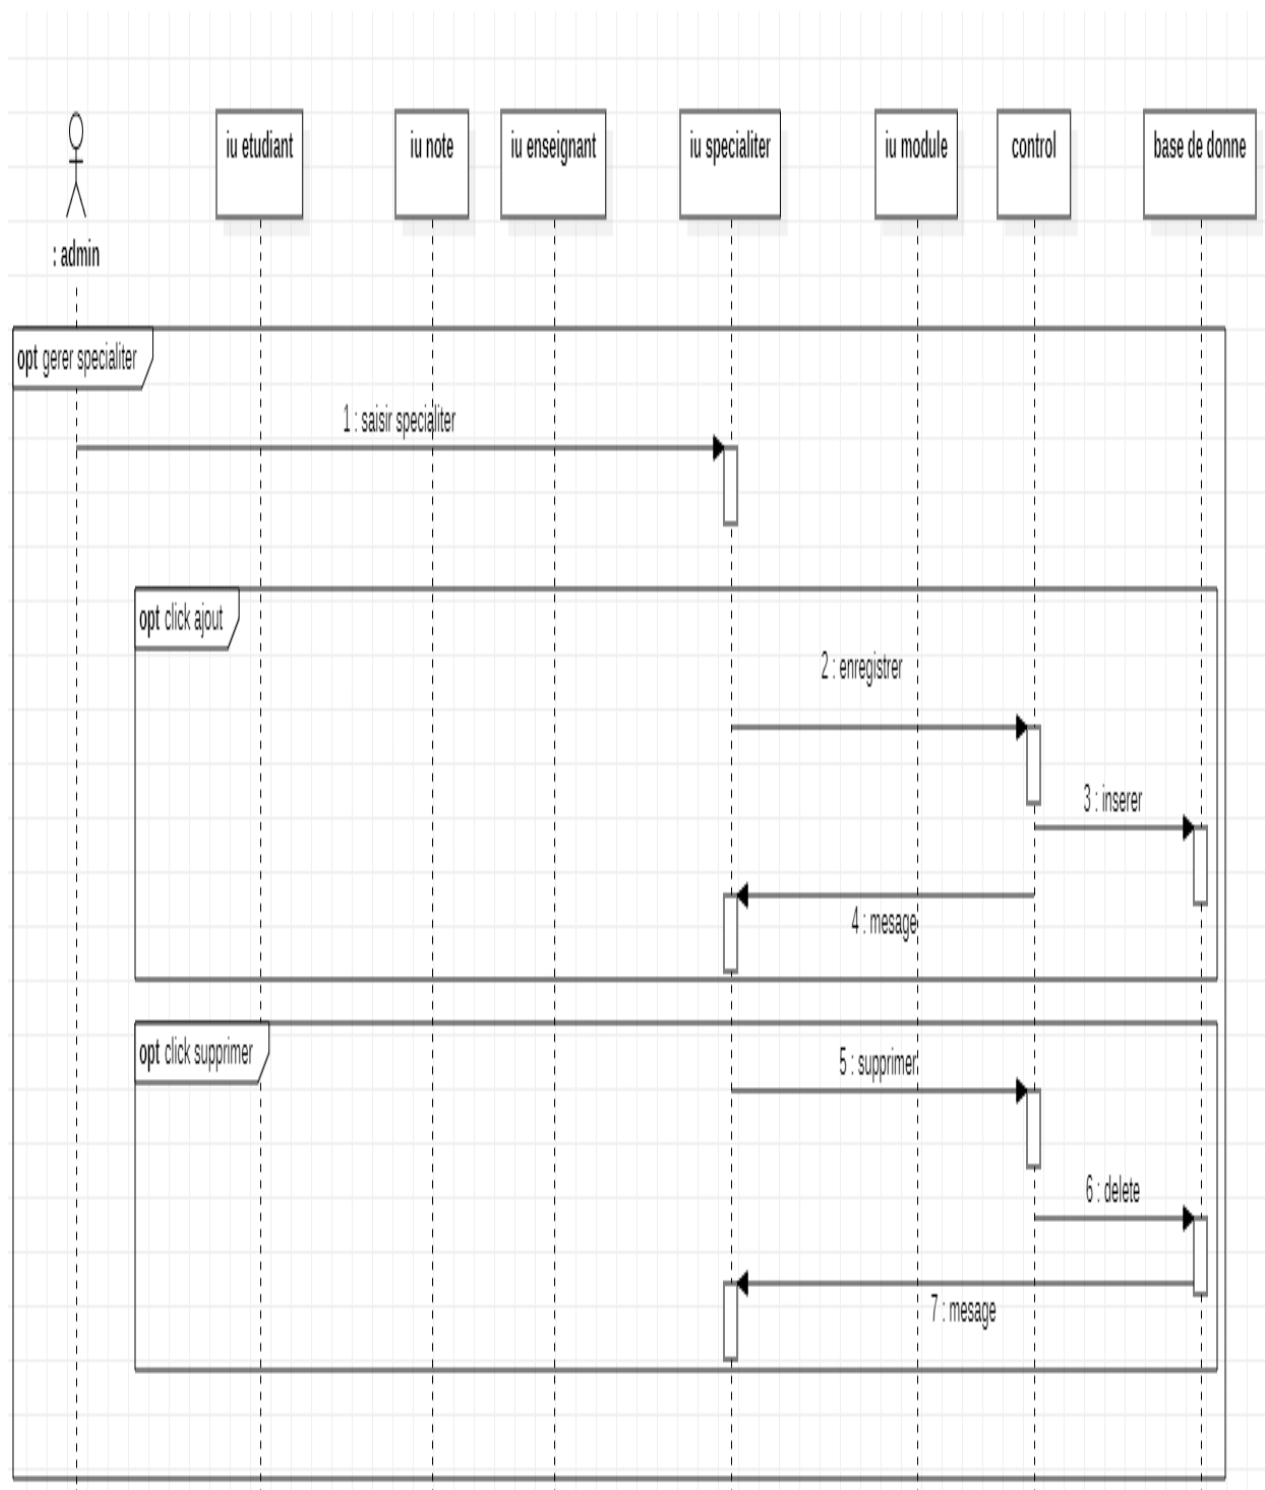 iu etudiant
iu note
iu enseignant
iu specialiter
iu module
control
base de donne
: admin
opt gerer specialiter
1 : saisir specialiter
opt click ajout
2 : enregistrer
3 : inserer
4 : mesage
opt click supprimer
5 : supprimer
6 : delete
7 : mesage